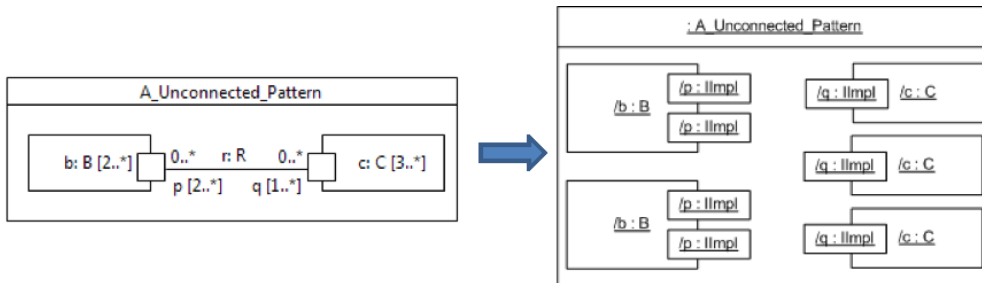 A_Unconnected_Pattern
b: B [2..*]
0..* r: R 0..*
c: C [3..*]
p [2..*] q [1..*]
: A_Unconnected_Pattern
/b : B
/p : IImpl
/p : IImpl
/q : IImpl
/c : C
/q : IImpl
/c : C
/b : B
/p : IImpl
/p : IImpl
/q : IImpl
/c : C